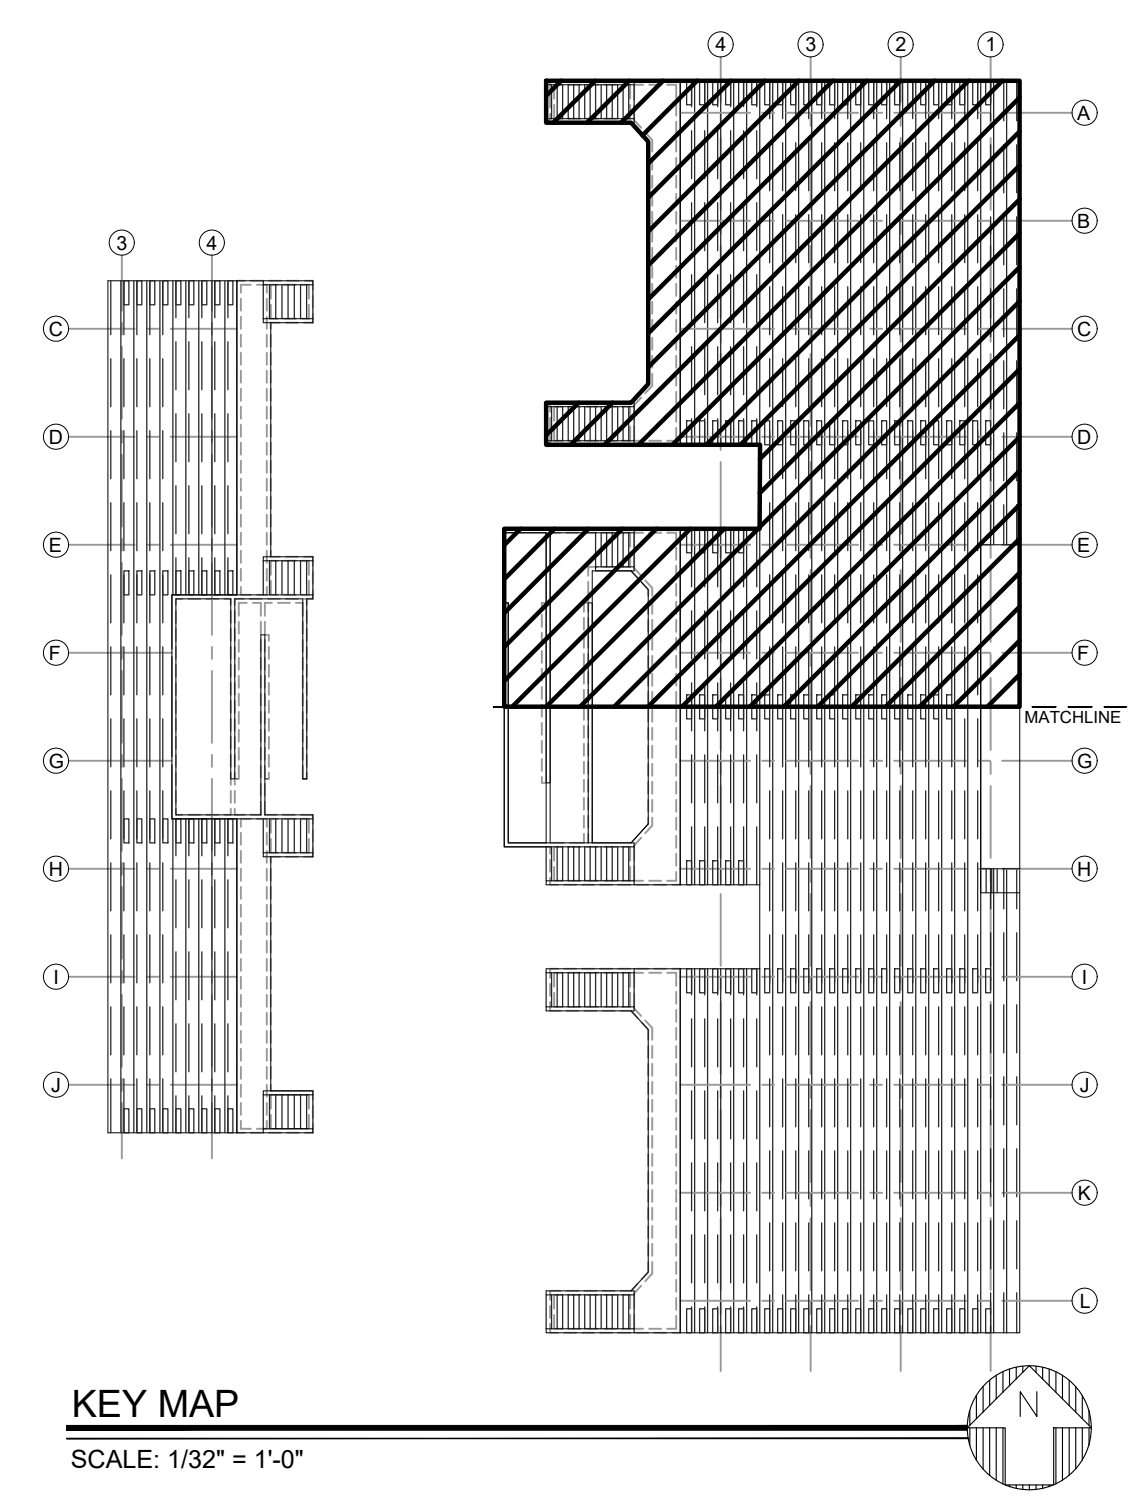 4 3 2 1
A
B
3 4
C C
D D
E E
F F
MATCHLINE
G G
H H
I I
J J
K
L
KEY MAP
N
SCALE: 1/32" = 1'-0"